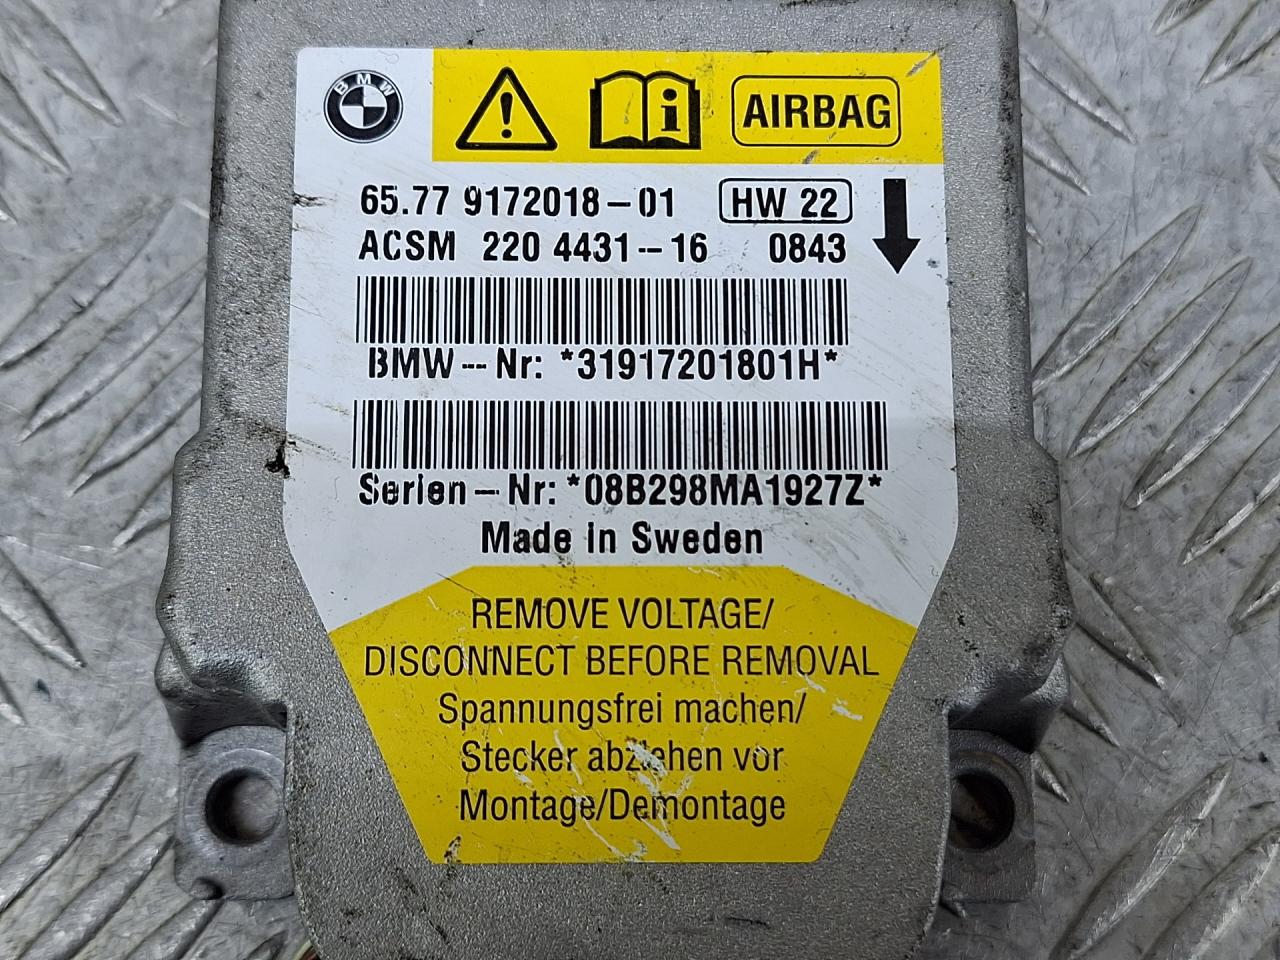 BMW
AIRBAG
65.77 9172018-01 HW 22
ACSM 220 4431--16 0843
BMW--Nr: *31917201801H*
Serien-Nr: *08B298MA1927Z*
Made in Sweden
REMOVE VOLTAGE/
DISCONNECT BEFORE REMOVAL
Spannungsfrei machen/
Stecker abziehen vor
Montage/Demontage